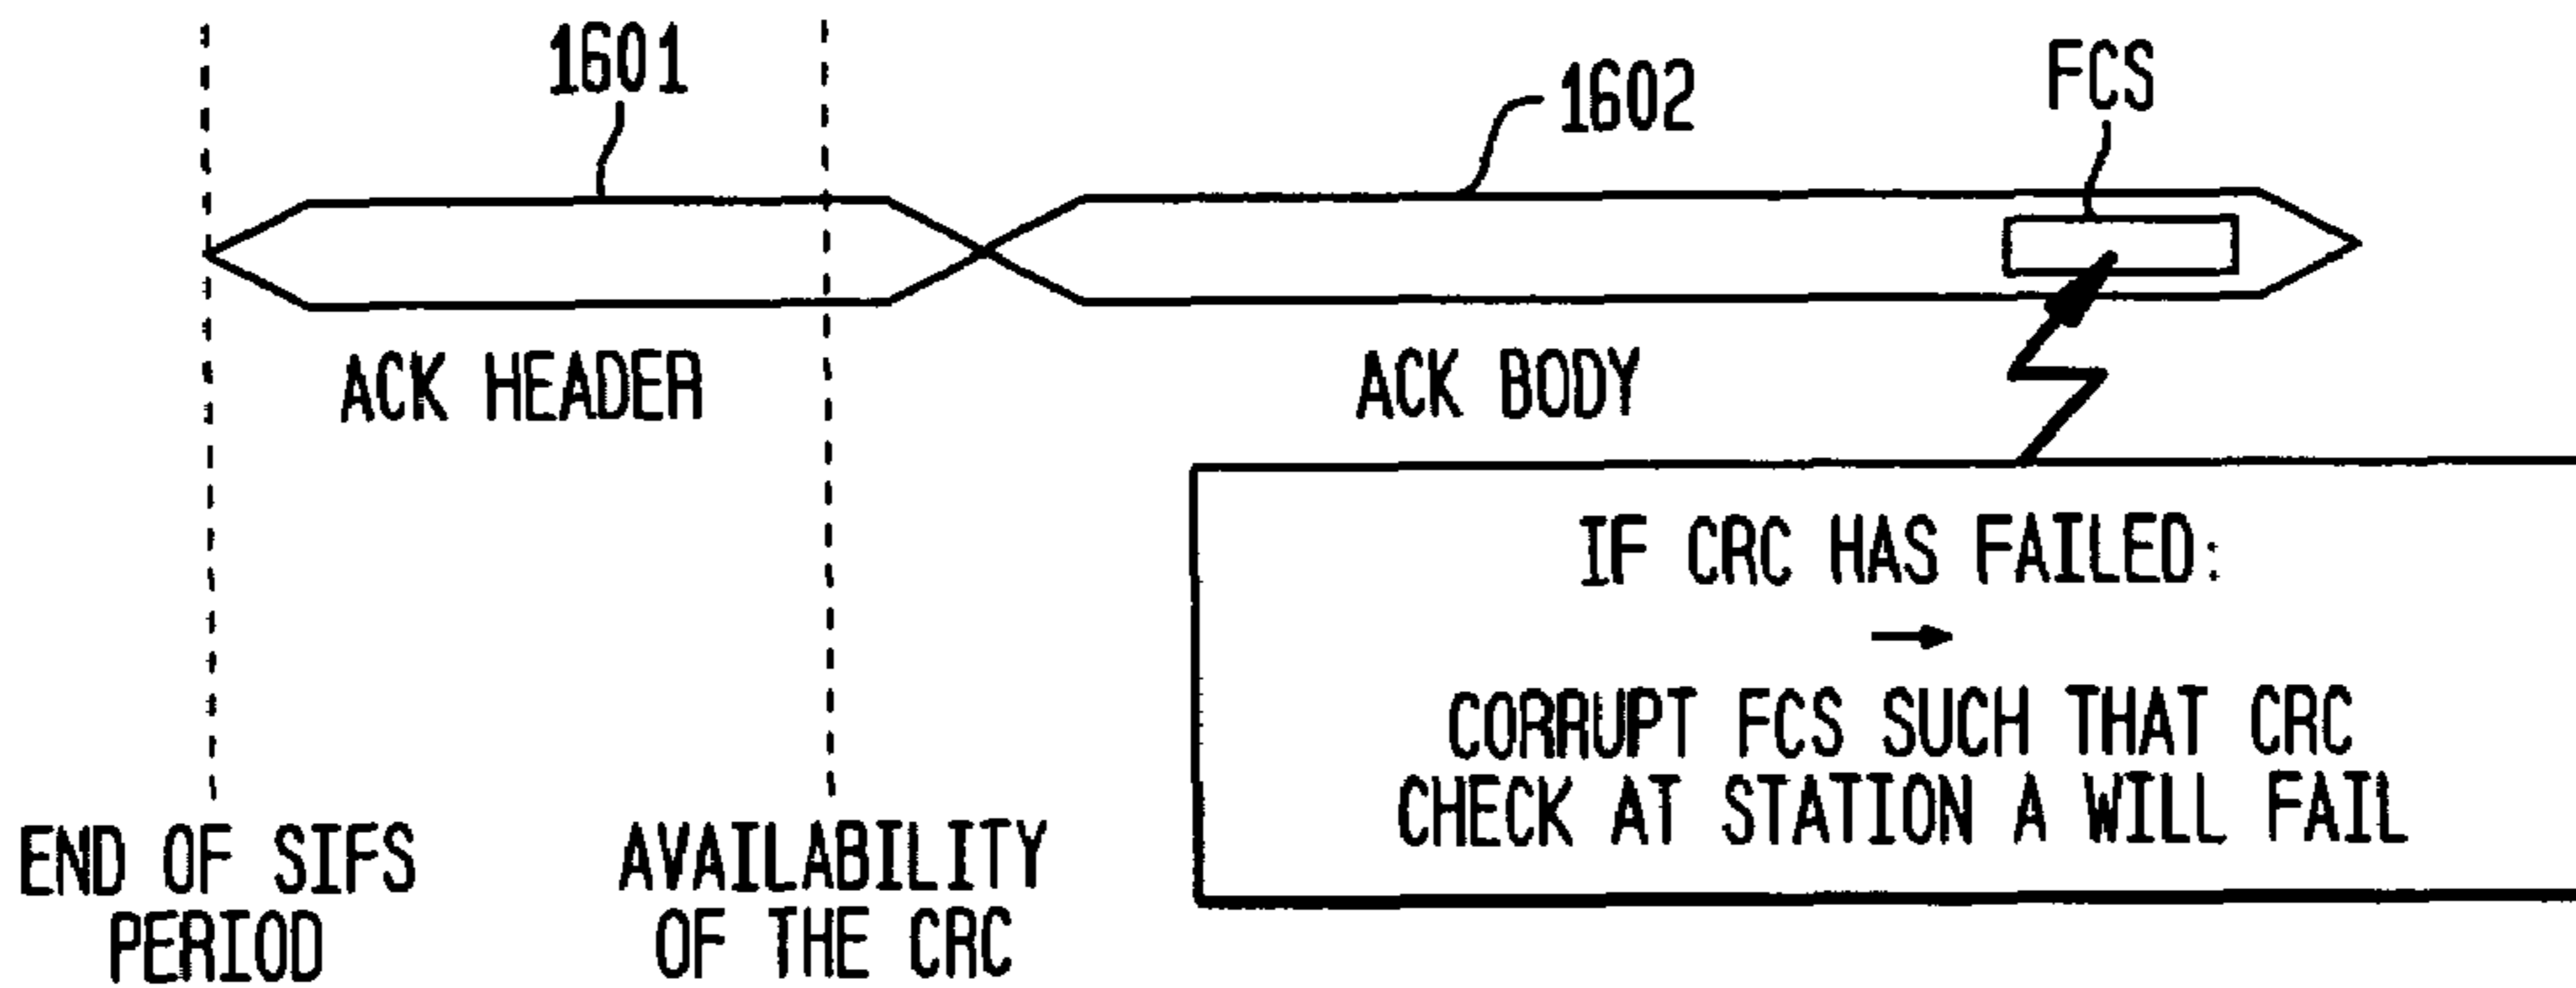 1601
1602
FCS
ACK HEADER
ACK BODY
IF CRC HAS FAILED:
→
CORRUPT FCS SUCH THAT CRC
CHECK AT STATION A WILL FAIL
END OF SIFS
PERIOD
AVAILABILITY
OF THE CRC